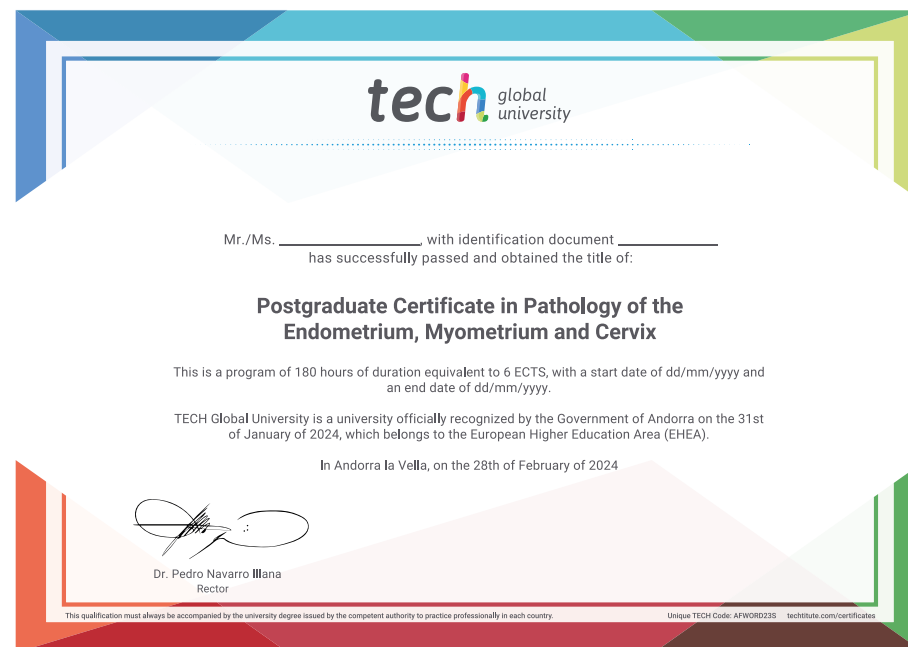 tech global
university
Mr./Ms. ____________, with identification document ____________
has successfully passed and obtained the title of:
Postgraduate Certificate in Pathology of the
Endometrium, Myometrium and Cervix
This is a program of 180 hours of duration equivalent to 6 ECTS, with a start date of dd/mm/yyyy and
an end date of dd/mm/yyyy.
TECH Global University is a university officially recognized by the Government of Andorra on the 31st
of January of 2024, which belongs to the European Higher Education Area (EHEA).
In Andorra la Vella, on the 28th of February of 2024
Dr. Pedro Navarro Illana
Rector
This qualification must always be accompanied by the university degree issued by the competent authority to practice professionally in each country.
Unique TECH Code: AFWORD23S techtitute.com/certificates